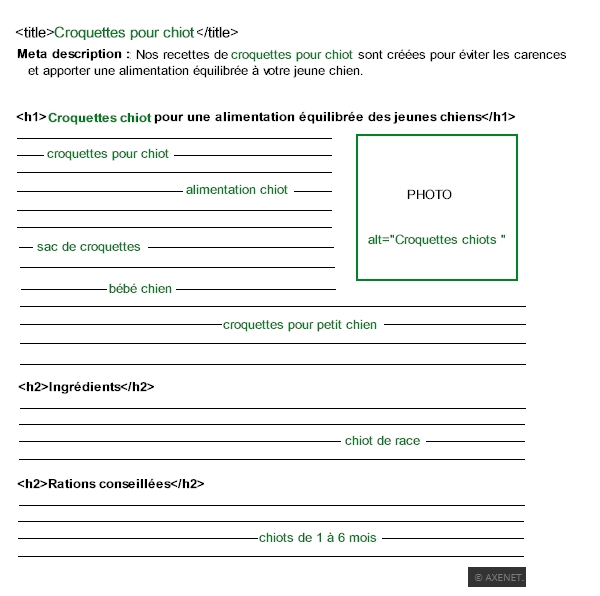 <title>Croquettes pour chiot</title>
Meta description : Nos recettes de croquettes pour chiot sont créées pour éviter les carences
et apporter une alimentation équilibrée à votre jeune chien.
<h1>Croquettes chiot pour une alimentation équilibrée des jeunes chiens</h1>
croquettes pour chiot
alimentation chiot
PHOTO
alt="Croquettes chiots "
sac de croquettes
bébé chien
croquettes pour petit chien
<h2>Ingrédients</h2>
chiot de race
<h2>Rations conseillées</h2>
chiots de 1 à 6 mois
© AXENET.